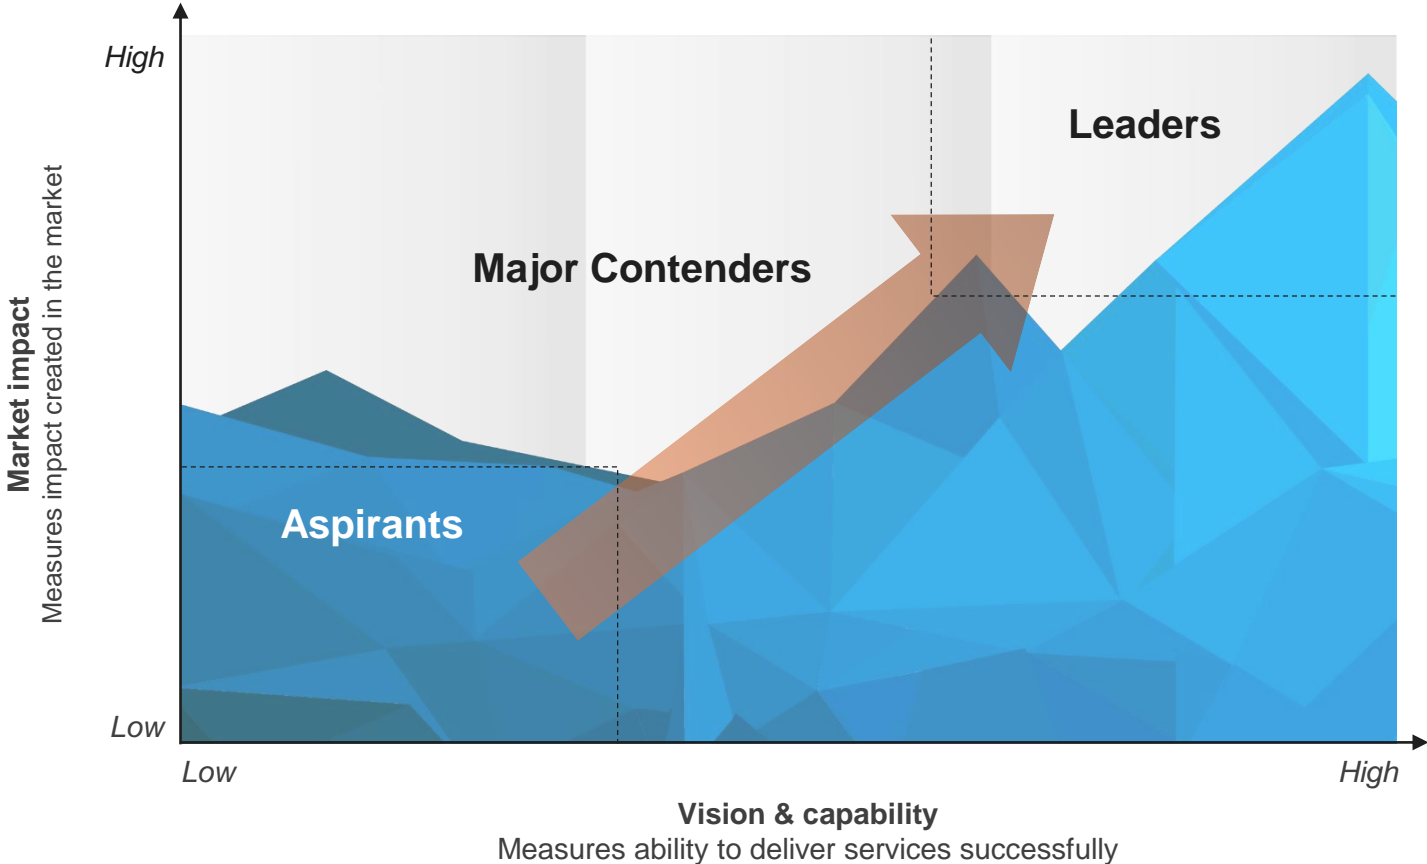 High
Leaders
Major Contenders
Market impact
Measures impact created in the market
Aspirants
Low
Low
High
Vision & capability
Measures ability to deliver services successfully